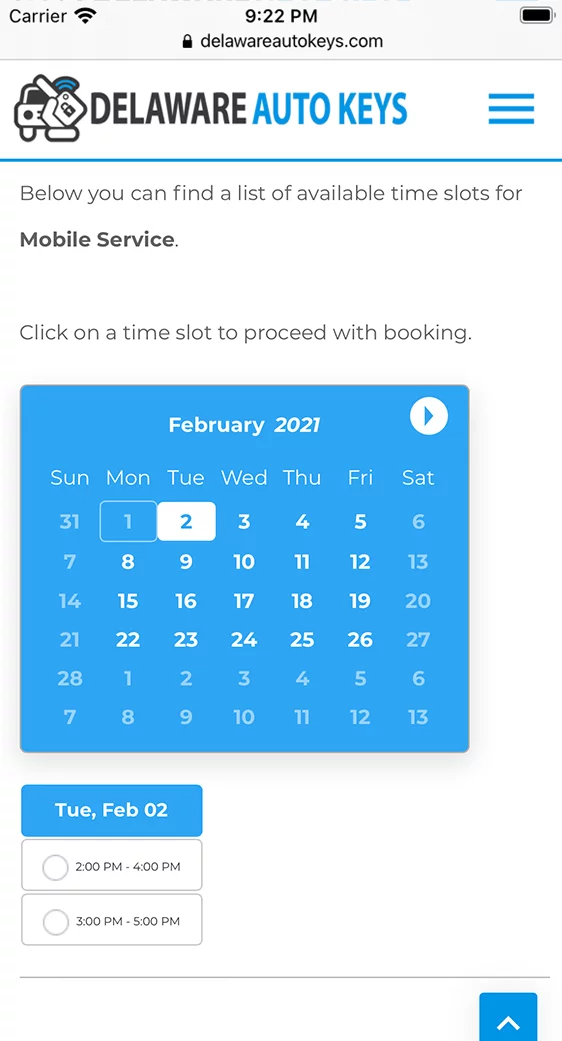 Carrier 9:22 PM
delawareautokeys.com
DELAWARE AUTO KEYS
Below you can find a list of available time slots for
Mobile Service.
Click on a time slot to proceed with booking.
February 2021
Sun Mon Tue Wed Thu Fri Sat
31 1 2 3 4 5 6
7 8 9 10 11 12 13
14 15 16 17 18 19 20
21 22 23 24 25 26 27
28 1 2 3 4 5 6
7 8 9 10 11 12 13
Tue, Feb 02
2:00 PM - 4:00 PM
3:00 PM - 5:00 PM